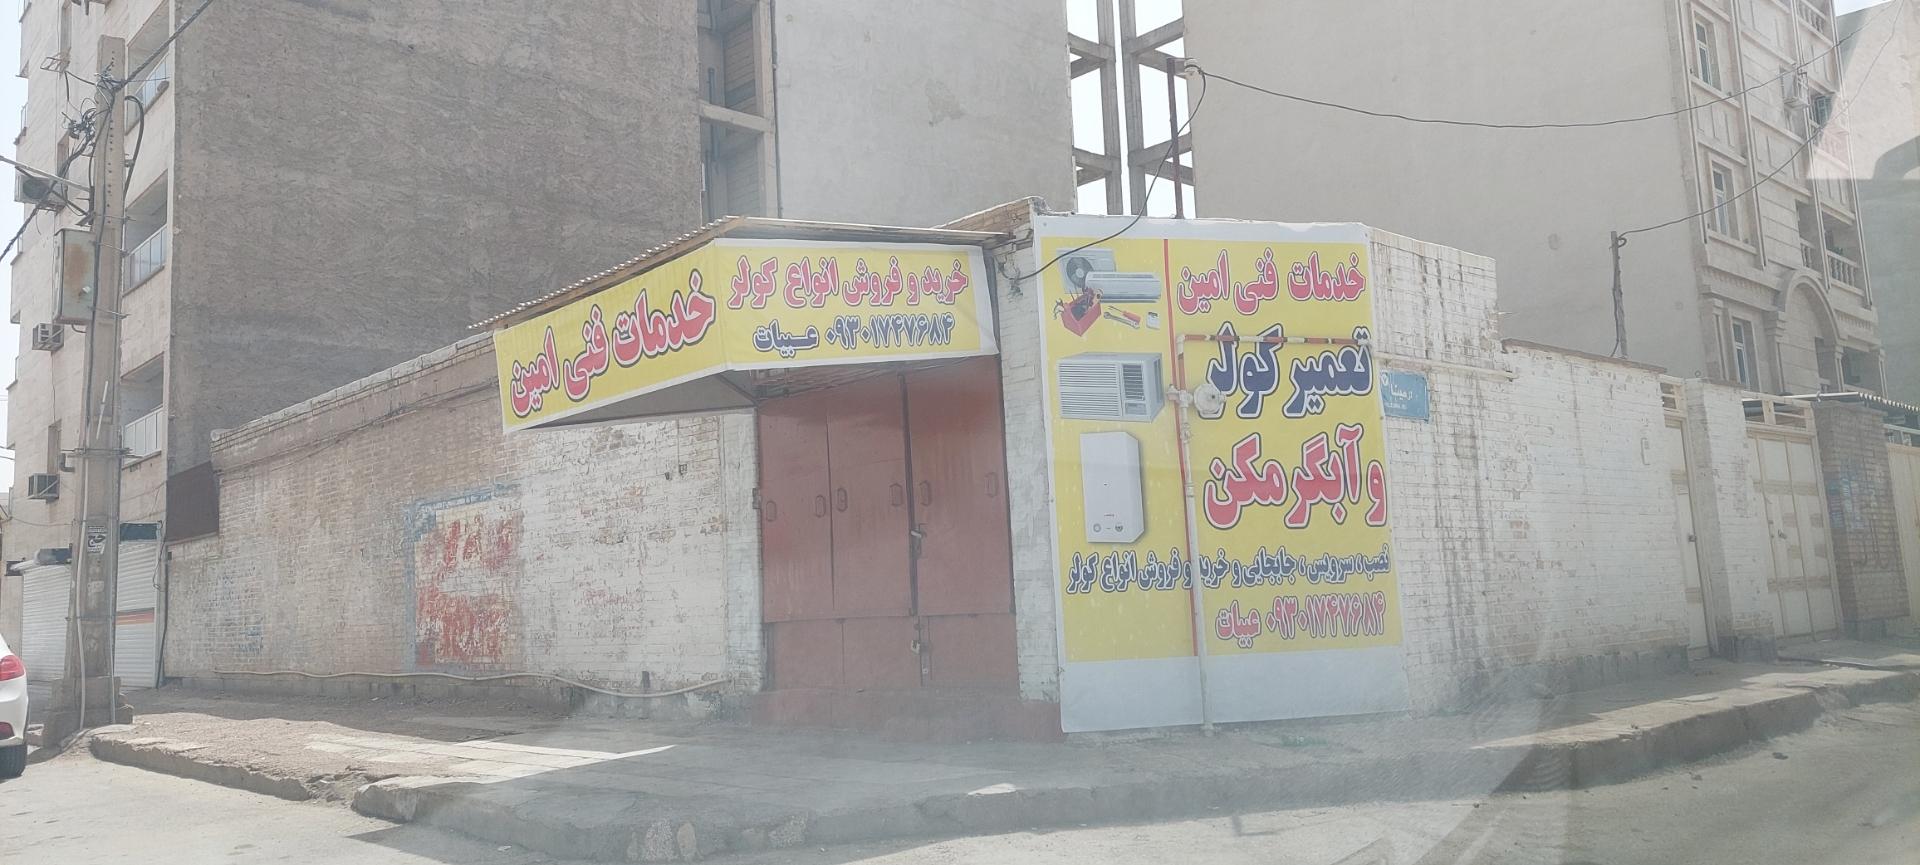 خدمات فنی امین
خرید و فروش انواع کولر
۰۹۳۰۱۷۴۷۶۸۴ عبیات
خدمات فنی امین
تعمیر کولر
و آبگرمکن
نصب، سرویس، جابجایی و خرید و فروش انواع کولر
۰۹۳۰۱۷۴۷۶۸۴ عبیات